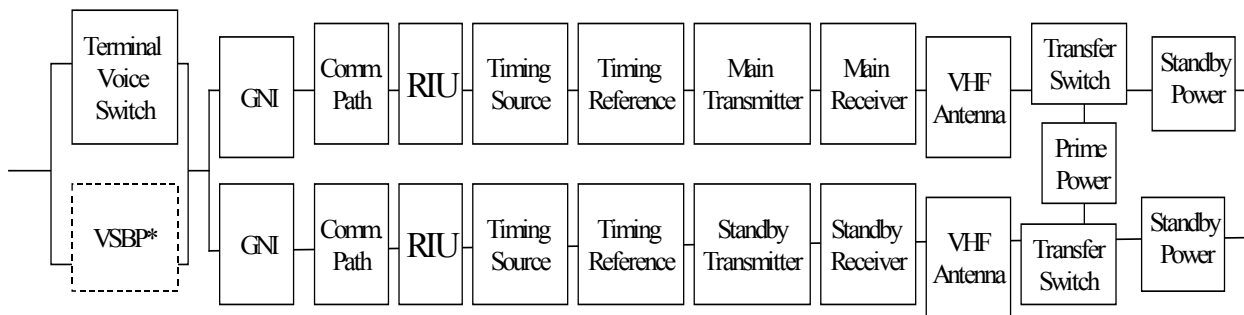 Terminal
Voice
Switch
GNI
Comm.
Path
RIU
Timing
Source
Timing
Reference
Main
Transmitter
Main
Receiver
VHF
Antenna
Transfer
Switch
Standby
Power
Prime
Power
VSBP*
GNI
Comm.
Path
RIU
Timing
Source
Timing
Reference
Standby
Transmitter
Standby
Receiver
VHF
Antenna
Transfer
Switch
Standby
Power